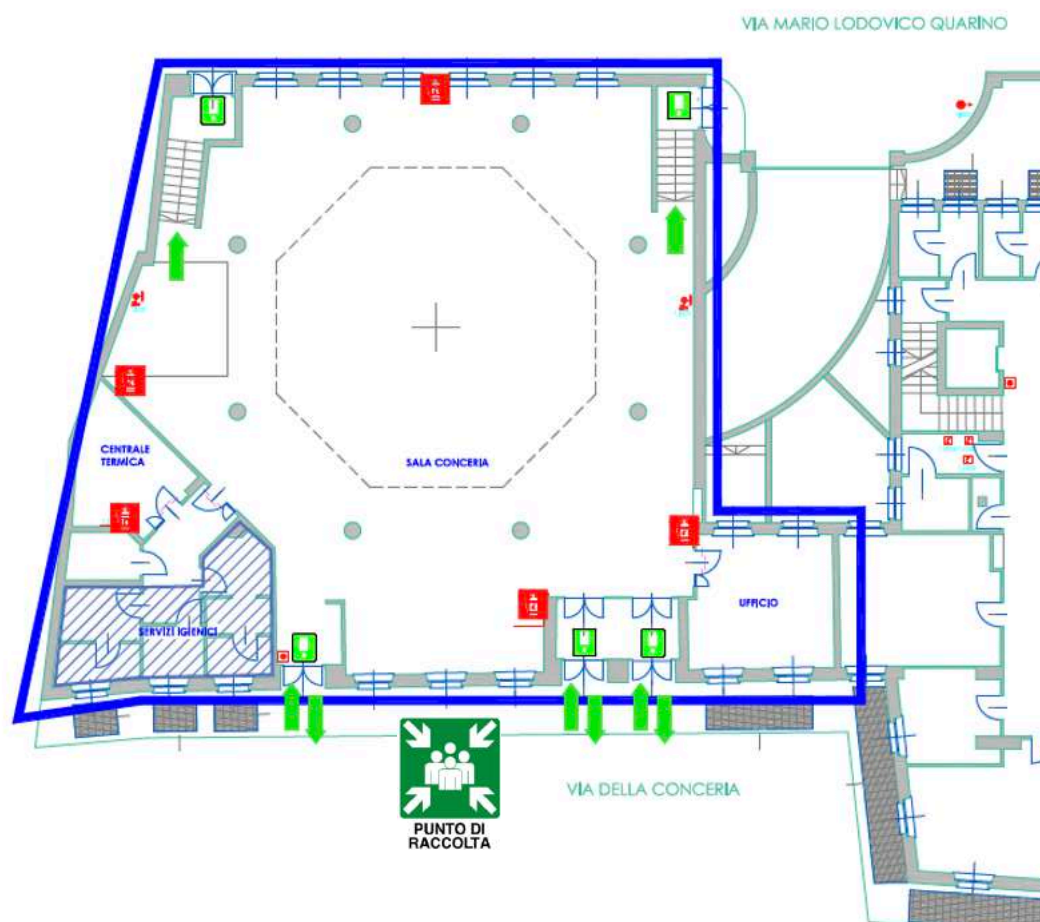 VIA MARIO LODOVICO QUARINO
CENTRALE
TERMICA
SALA CONCERIA
UFFICIO
SERVIZI IGIENICI
VIA DELLA CONCERIA
PUNTO DI
RACCOLTA